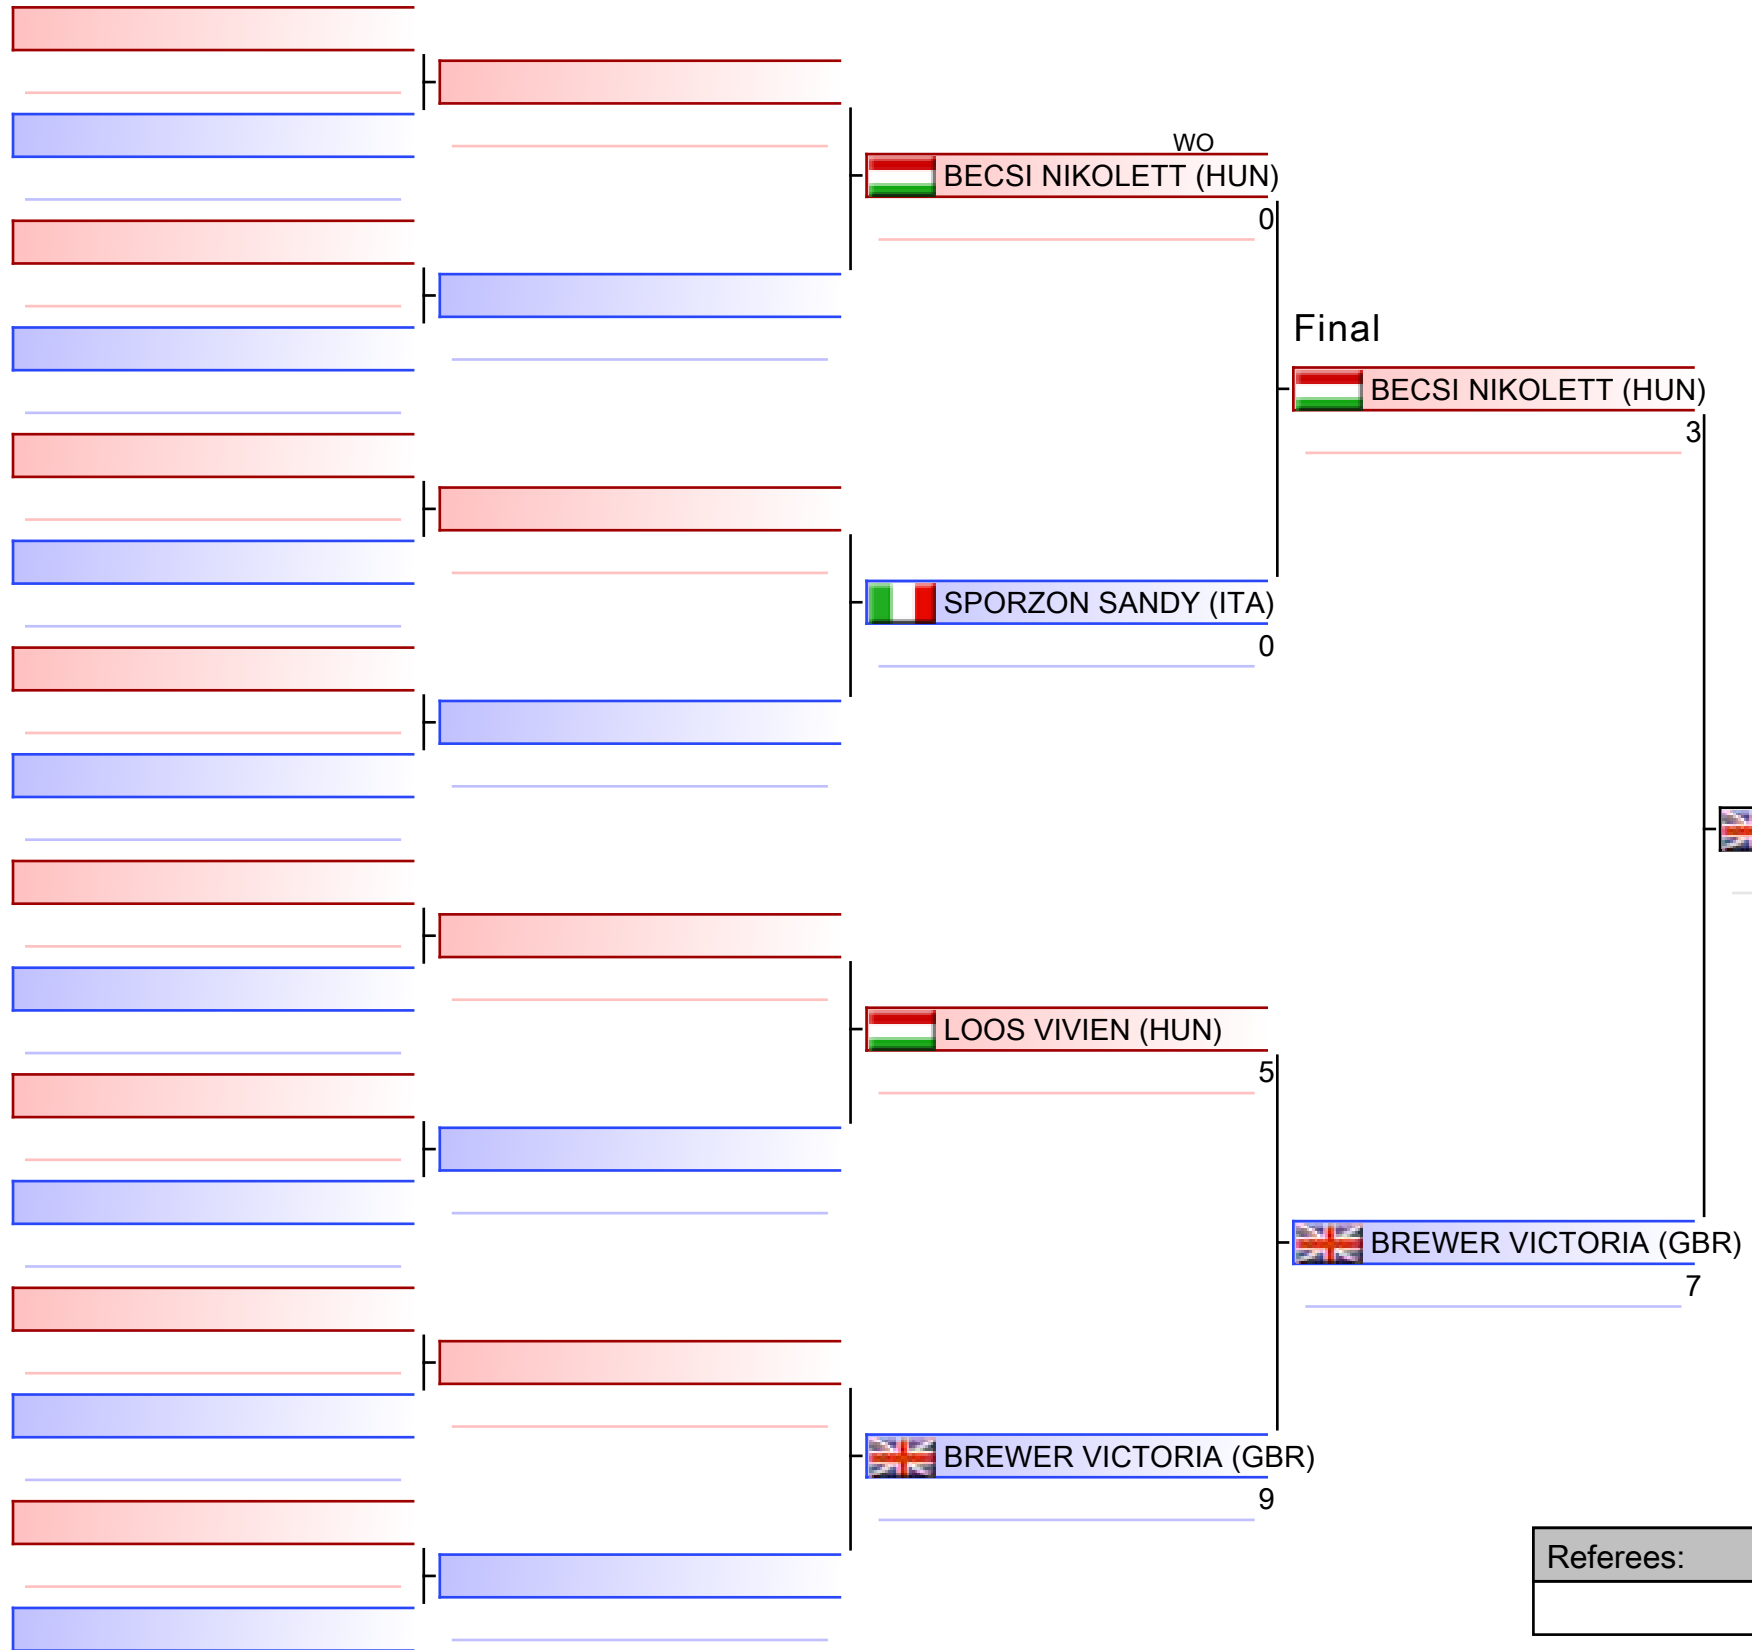 WO
BECSI NIKOLETT (HUN)
0
Final
BECSI NIKOLETT (HUN)
3
SPORZON SANDY (ITA)
0
LOOS VIVIEN (HUN)
5
BREWER VICTORIA (GBR)
7
BREWER VICTORIA (GBR)
9
Referees: